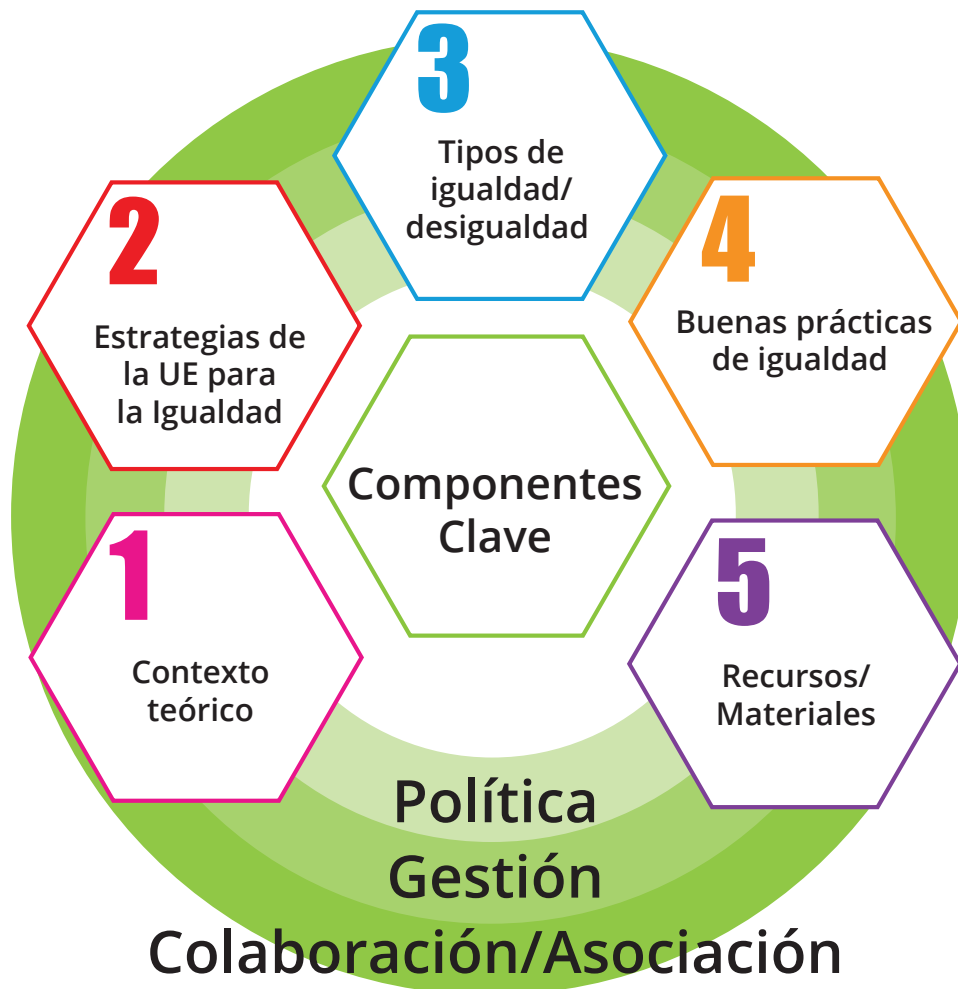 3
Tipos de
igualdad/
desigualdad
2
Estrategias de
la UE para
la Igualdad
4
Buenas prácticas
de igualdad
Componentes
Clave
1
Contexto
teórico
5
Recursos/
Materiales
Política
Gestión
Colaboración/Asociación